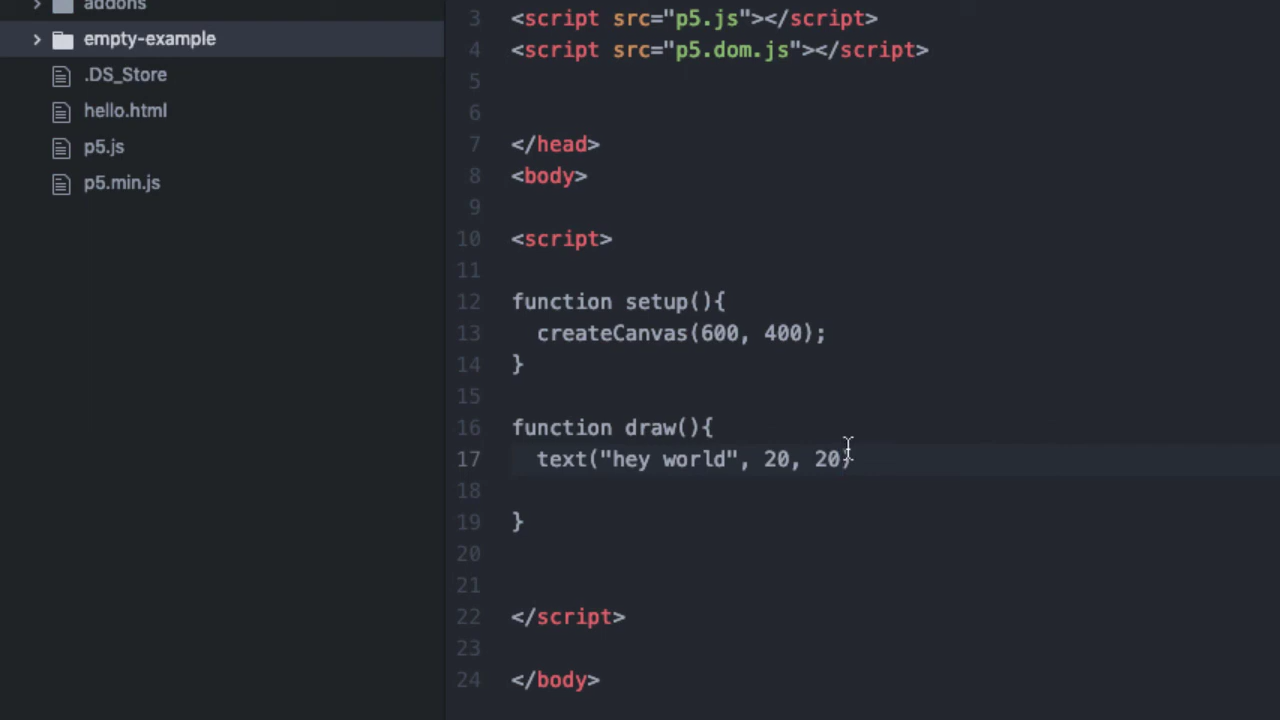 addons
empty-example
.DS_Store
hello.html
p5.js
p5.min.js
3 <script src="p5.js"></script>
4 <script src="p5.dom.js"></script>
5
6
7 </head>
8 <body>
9
10 <script>
11
12 function setup(){
13 createCanvas(600, 400);
14 }
15
16 function draw(){
17 text("hey world", 20, 20)
18
19 }
20
21
22 </script>
23
24 </body>